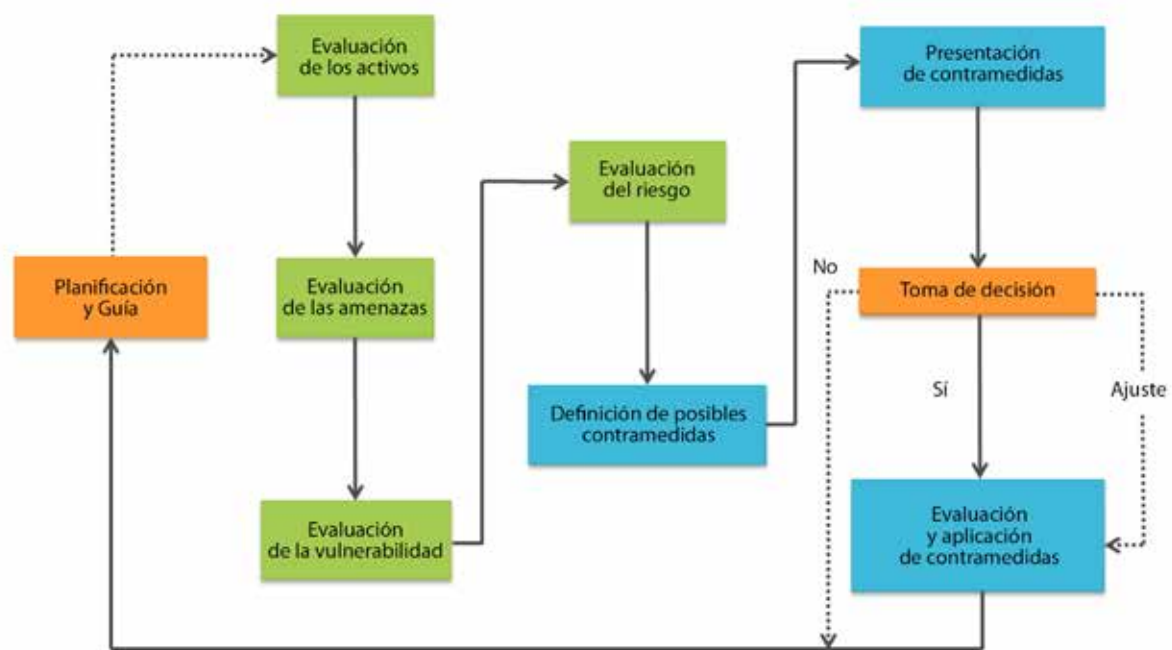 Evaluación
de los activos
Presentación
de contramedidas
Evaluación
del riesgo
Planificación
y Guía
Evaluación
de las amenazas
No
Toma de decisión
Sí
Ajuste
Definición de posibles
contramedidas
Evaluación
de la vulnerabilidad
Evaluación
y aplicación
de contramedidas